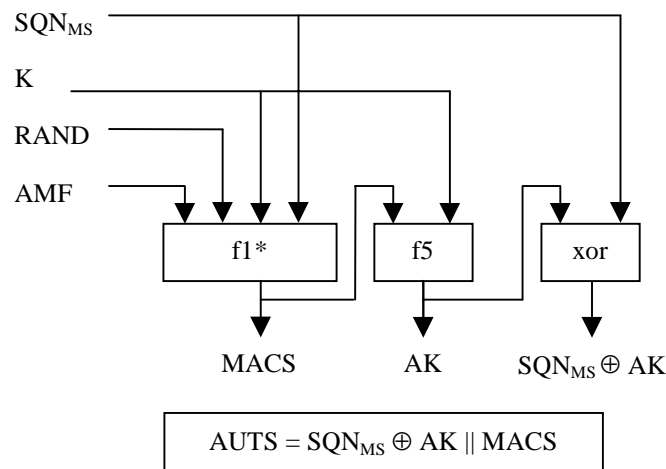 SQN_MS
K
RAND
AMF
f1*
f5
xor
MACS
AK
SQN_MS ⊕ AK
AUTS = SQN_MS ⊕ AK || MACS